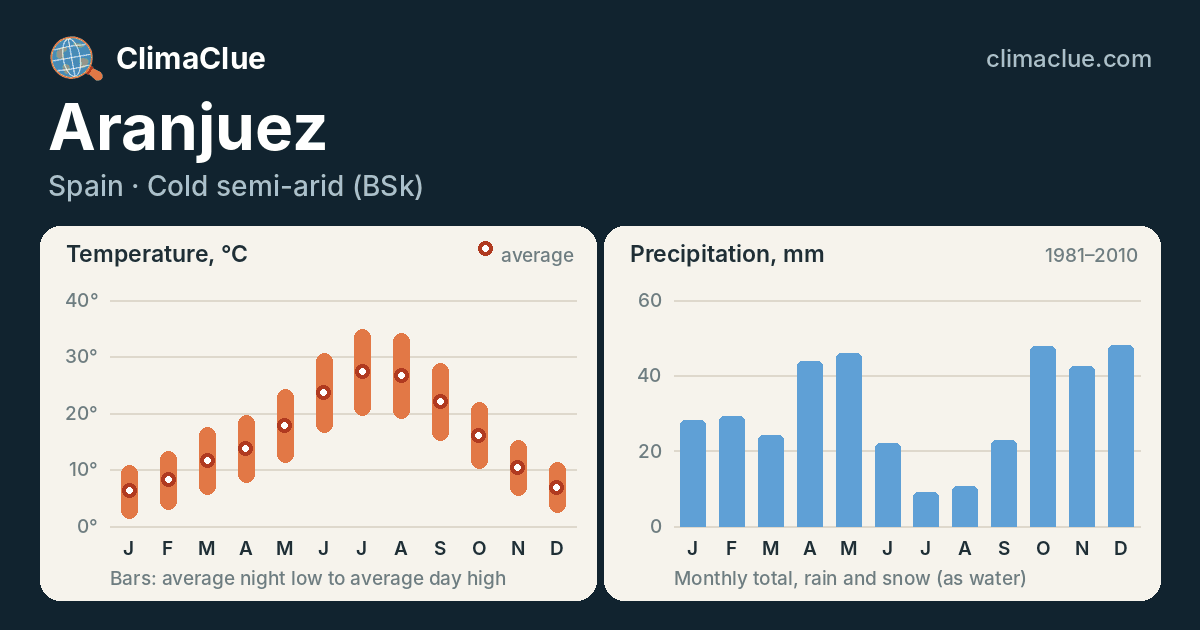 ClimaClue
climaclue.com
Aranjuez
Spain · Cold semi-arid (BSk)
Temperature, °C
average
40°
30°
20°
10°
0°
J F M A M J J A S O N D
Bars: average night low to average day high
Precipitation, mm
1981–2010
60
40
20
0
J F M A M J J A S O N D
Monthly total, rain and snow (as water)